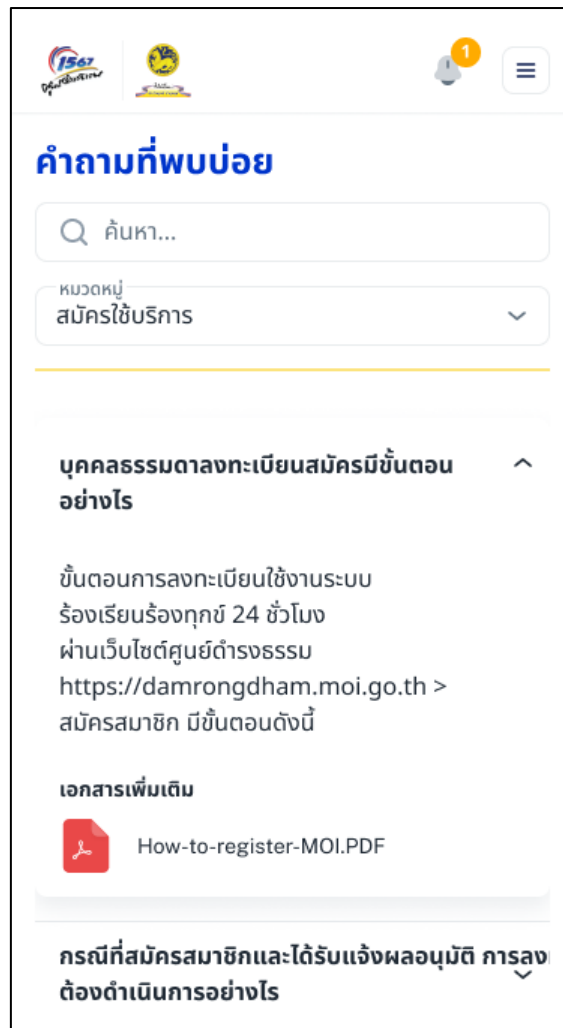 1567
1
คำถามที่พบบ่อย
ค้นหา...
หมวดหมู่
สมัครใช้บริการ
บุคคลธรรมดาลงทะเบียนสมัครมีขั้นตอน
อย่างไร
ขั้นตอนการลงทะเบียนใช้งานระบบ
ร้องเรียนร้องทุกข์ 24 ชั่วโมง
ผ่านเว็บไซต์ศูนย์ดำรงธรรม
https://damrongdham.moi.go.th >
สมัครสมาชิก มีขั้นตอนดังนี้
เอกสารเพิ่มเติม
How-to-register-MOI.PDF
กรณีที่สมัครสมาชิกและได้รับแจ้งผลอนุมัติ การลง
ต้องดำเนินการอย่างไร